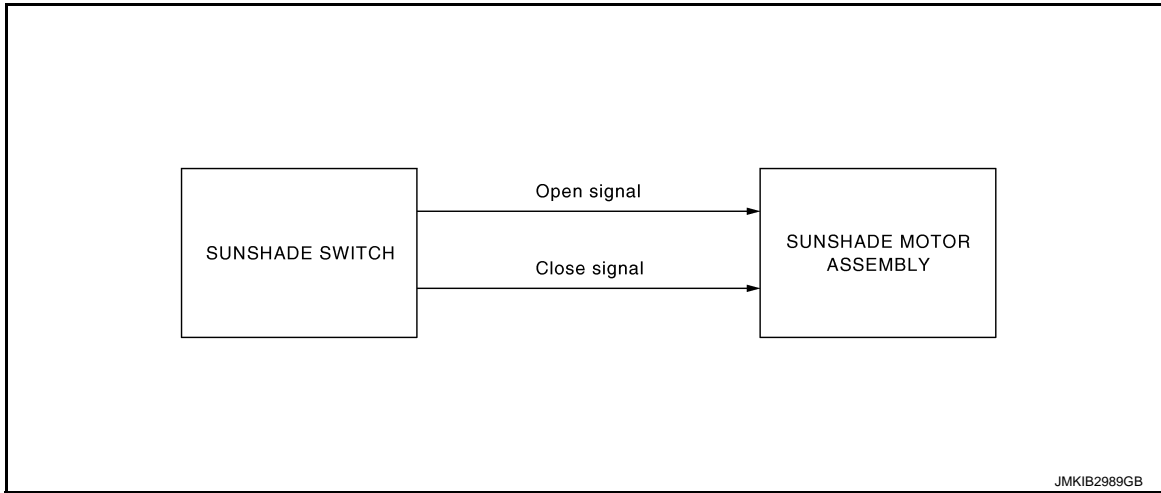 Open signal
SUNSHADE SWITCH
SUNSHADE MOTOR
ASSEMBLY
Close signal
JMKIB2989GB